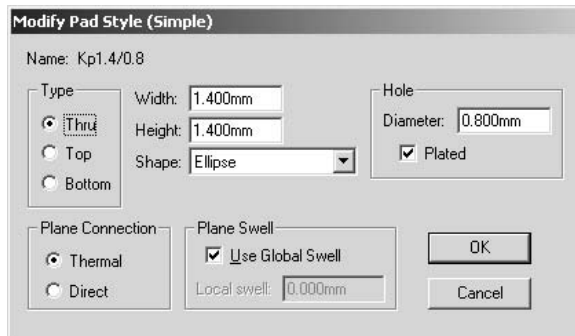 Modify Pad Style (Simple)
Name: Kp1.4/0.8
Type
Thru
Top
Bottom
Width: 1.400mm
Height: 1.400mm
Shape: Ellipse
Hole
Diameter: 0.800mm
Plated
Plane Connection
Thermal
Direct
Plane Swell
Use Global Swell
Local swell: 0.000mm
OK
Cancel